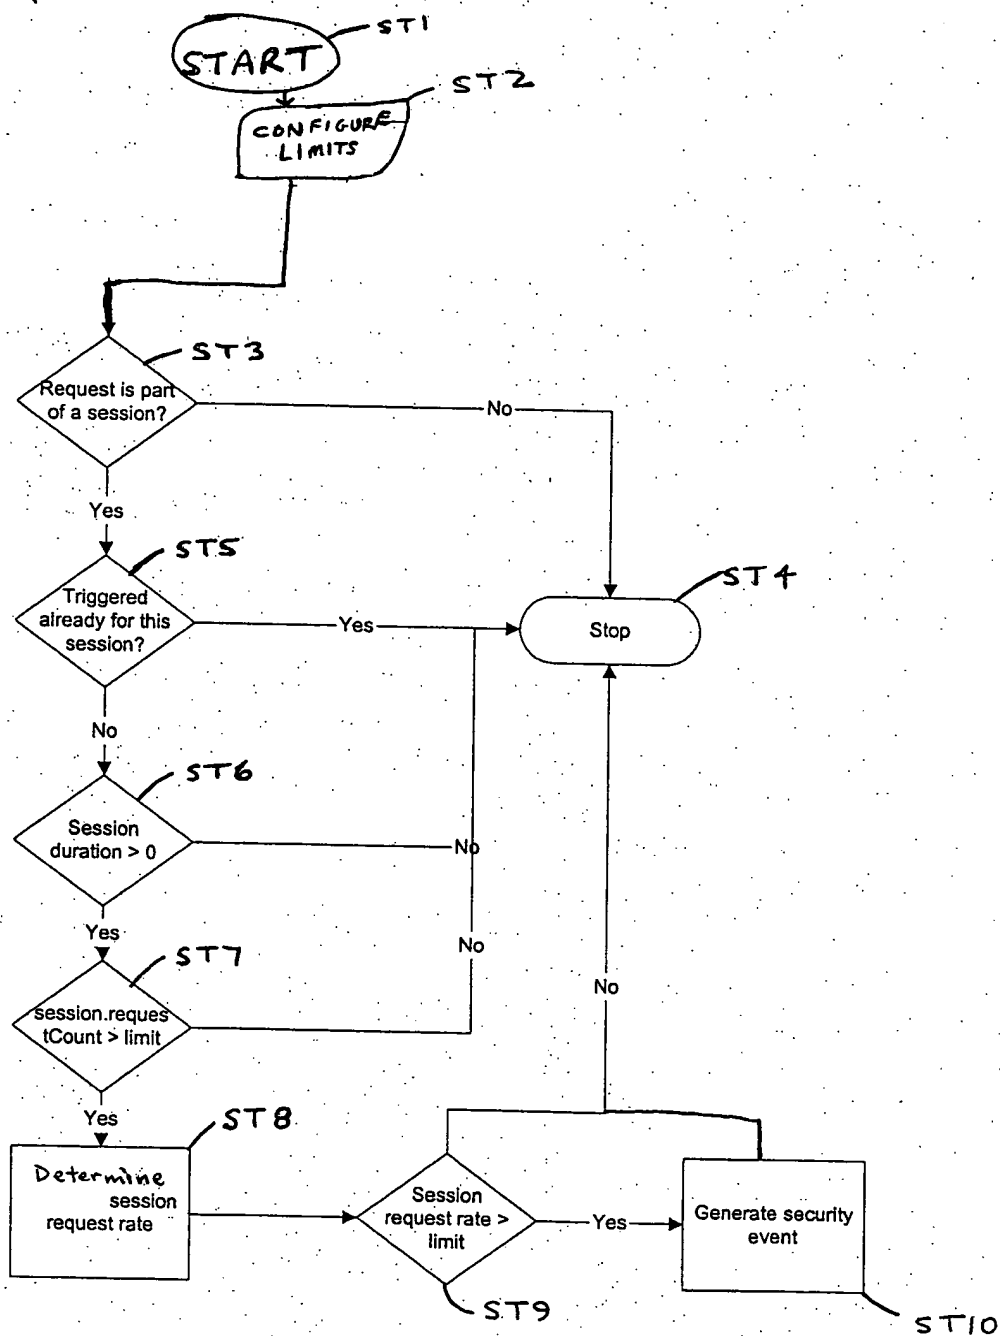 START
ST1
ST2
CONFIGURE
LIMITS
ST3
Request is part
of a session?
No
Yes
ST5
Triggered
already for this
session?
Yes
ST4
Stop
No
ST6
Session
duration > 0
No
Yes
No
ST7
session.reques
tCount > limit
No
Yes
ST8
Determine
session
request rate
Session
request rate >
limit
Yes
Generate security
event
ST9
ST10